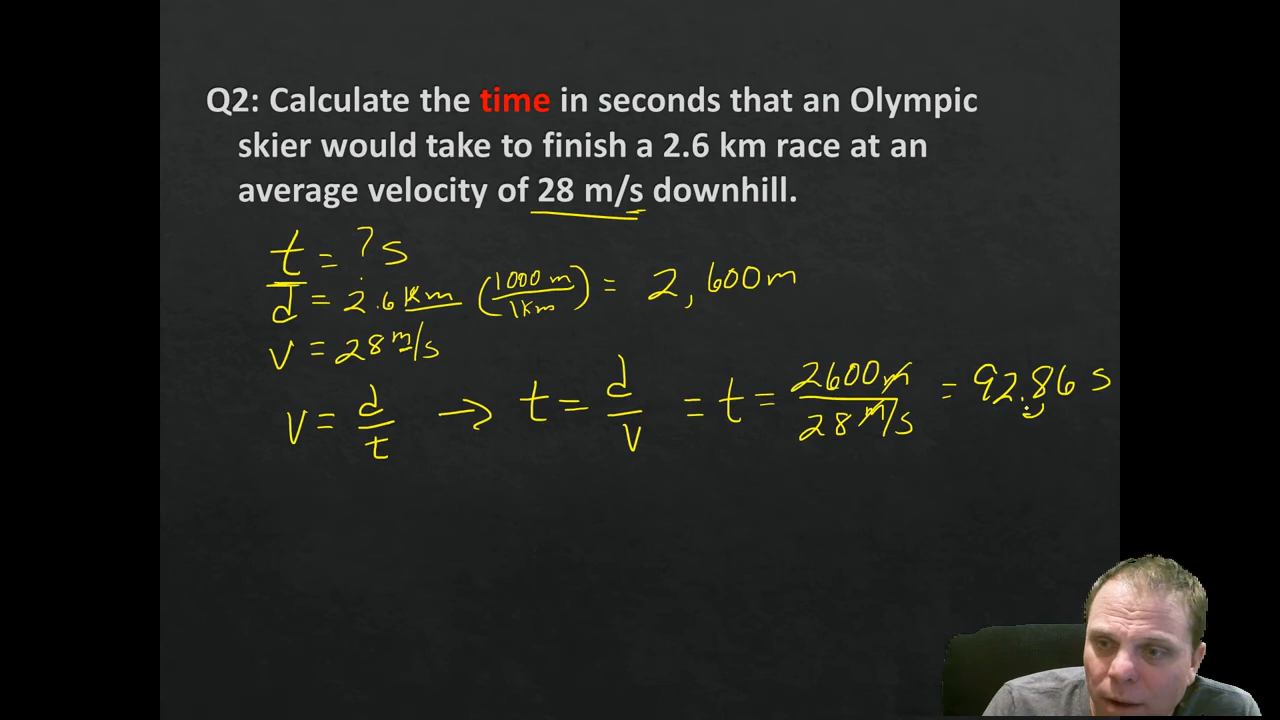 Q2: Calculate the time in seconds that an Olympic
skier would take to finish a 2.6 km race at an
average velocity of 28 m/s downhill.
t = ? s
d = 2.6 km (1000 m / 1 km) = 2,600 m
v = 28 m/s
v = d/t → t = d/v = t = 2600 m / 28 m/s = 92.86 s